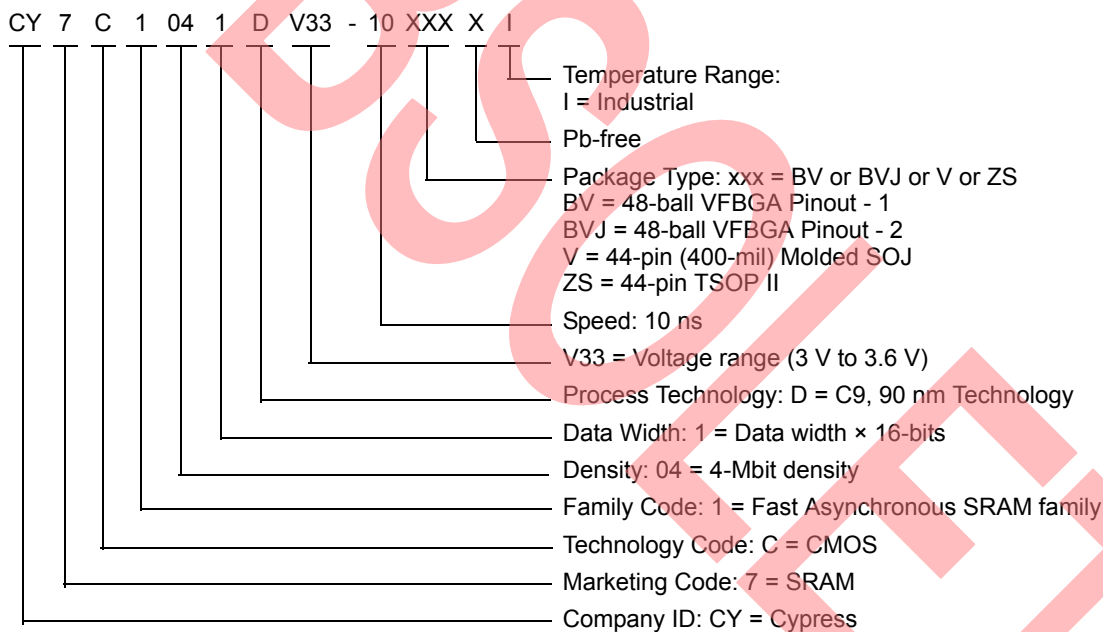 CY 7 C 1 04 1 D V33 - 10 XXX X I
Temperature Range:
I = Industrial
Pb-free
Package Type: xxx = BV or BVJ or V or ZS
BV = 48-ball VFBGA Pinout - 1
BVJ = 48-ball VFBGA Pinout - 2
V = 44-pin (400-mil) Molded SOJ
ZS = 44-pin TSOP II
Speed: 10 ns
V33 = Voltage range (3 V to 3.6 V)
Process Technology: D = C9, 90 nm Technology
Data Width: 1 = Data width × 16-bits
Density: 04 = 4-Mbit density
Family Code: 1 = Fast Asynchronous SRAM family
Technology Code: C = CMOS
Marketing Code: 7 = SRAM
Company ID: CY = Cypress